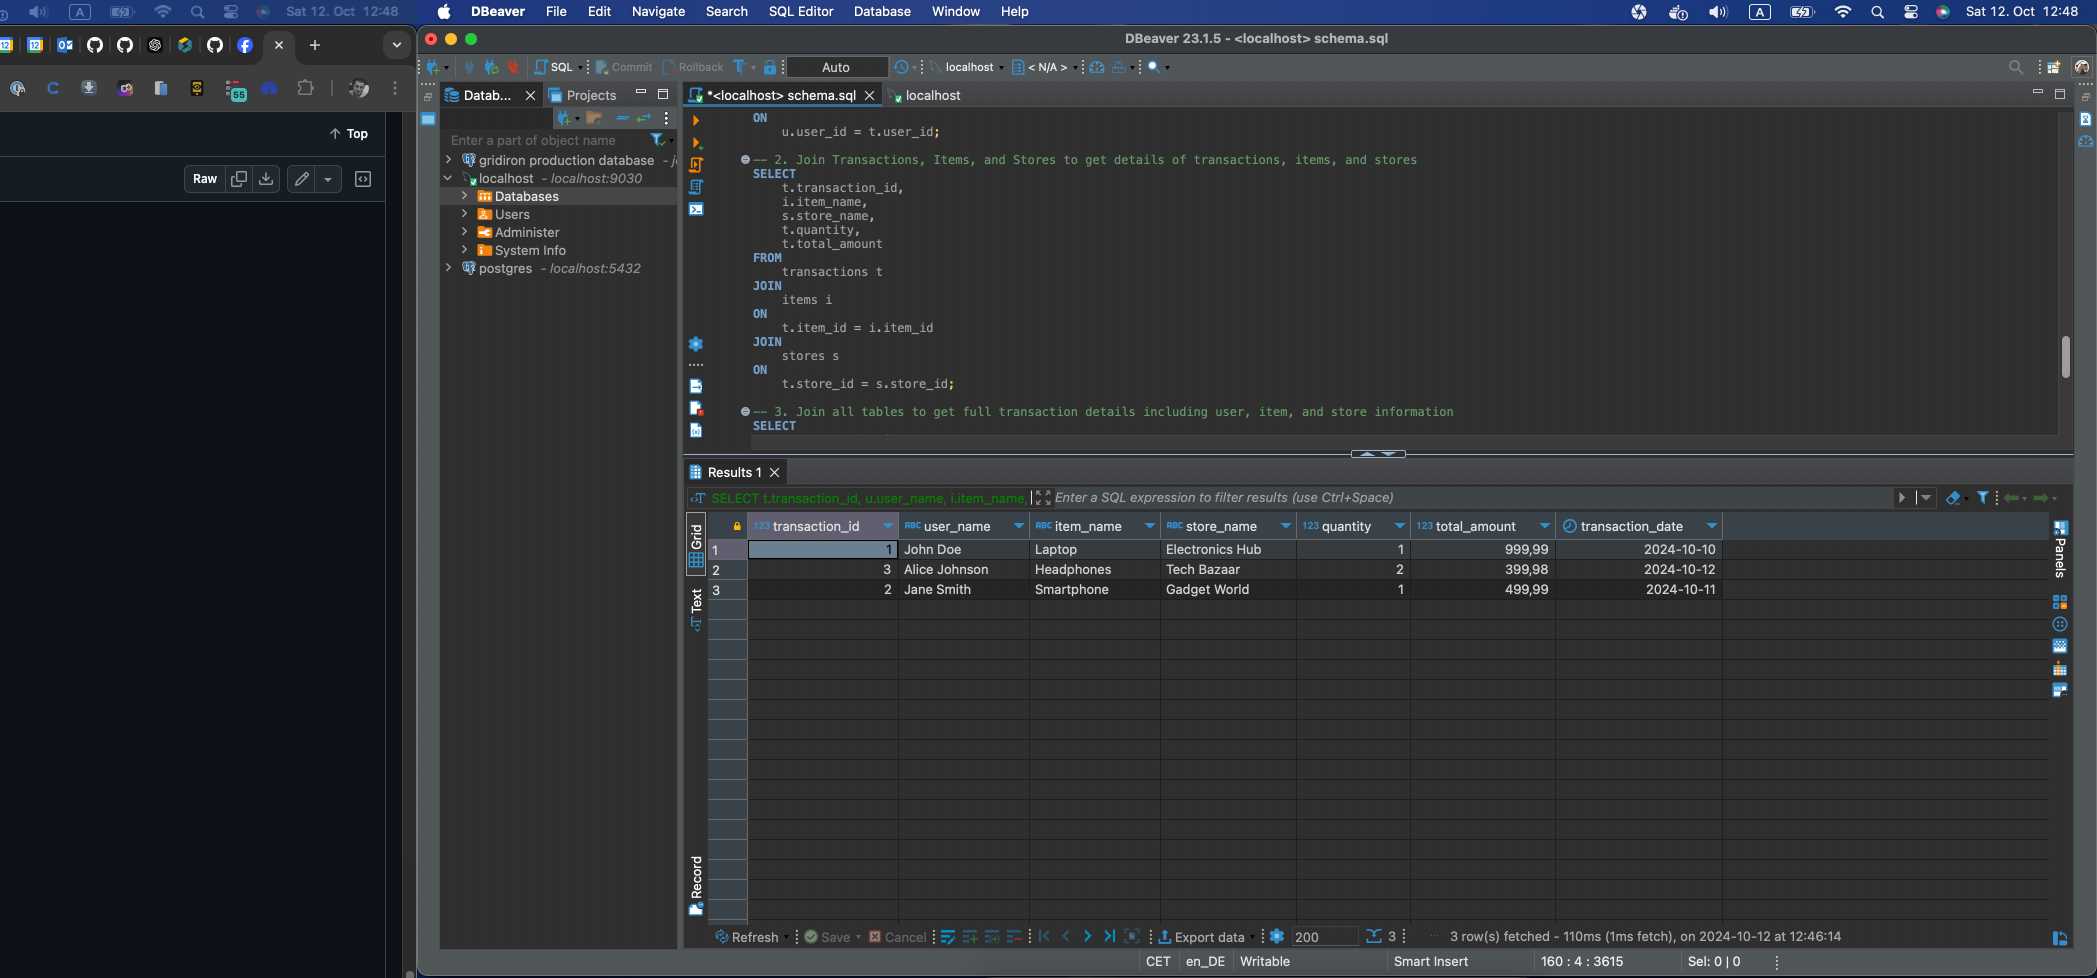 Sat 12. Oct 12:48
DBeaver File Edit Navigate Search SQL Editor Database Window Help
A Sat 12. Oct 12:48
DBeaver 23.1.5 - <localhost> schema.sql
SQL Commit Rollback Auto localhost < N/A >
55
Top
Raw
Datab... Projects
Enter a part of object name
gridiron production database
localhost - localhost:9030
Databases
Users
Administer
System Info
postgres - localhost:5432
*<localhost> schema.sql localhost
ON
u.user_id = t.user_id;
-- 2. Join Transactions, Items, and Stores to get details of transactions, items, and stores
SELECT
t.transaction_id,
i.item_name,
s.store_name,
t.quantity,
t.total_amount
FROM
transactions t
JOIN
items i
ON
t.item_id = i.item_id
JOIN
stores s
ON
t.store_id = s.store_id;
-- 3. Join all tables to get full transaction details including user, item, and store information
SELECT
Results 1
SELECT t.transaction_id, u.user_name, i.item_name, Enter a SQL expression to filter results (use Ctrl+Space)
Grid
Text
Record
Panels
123 transaction_id ABC user_name ABC item_name ABC store_name 123 quantity 123 total_amount transaction_date
1 1 John Doe Laptop Electronics Hub 1 999,99 2024-10-10
2 3 Alice Johnson Headphones Tech Bazaar 2 399,98 2024-10-12
3 2 Jane Smith Smartphone Gadget World 1 499,99 2024-10-11
Refresh Save Cancel Export data 200 3 3 row(s) fetched - 110ms (1ms fetch), on 2024-10-12 at 12:46:14
CET en_DE Writable Smart Insert 160 : 4 : 3615 Sel: 0 | 0